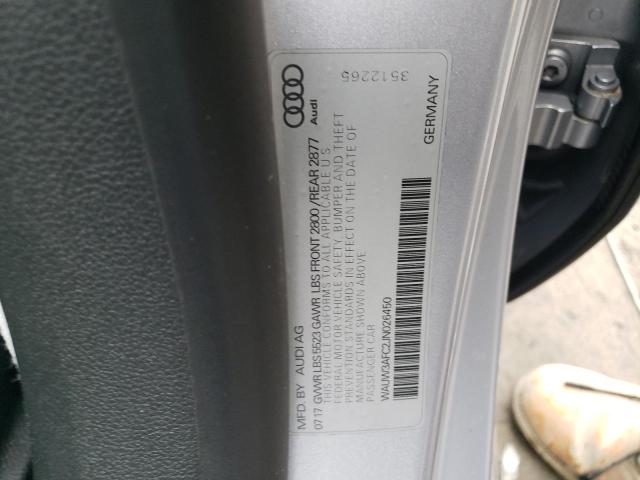 3512265
Audi
MFD. BY AUDI AG
07 17 GVWR LBS 5523 GAWR LBS FRONT 2800 /REAR 2877
THIS VEHICLE CONFORMS TO ALL APPLICABLE U S
FEDERAL MOTOR VEHICLE SAFETY, BUMPER AND THEFT
PREVENTION STANDARDS IN EFFECT ON THE DATE OF
MANUFACTURE SHOWN ABOVE
PASSENGER CAR
WAUW3AFC2JN026450
GERMANY